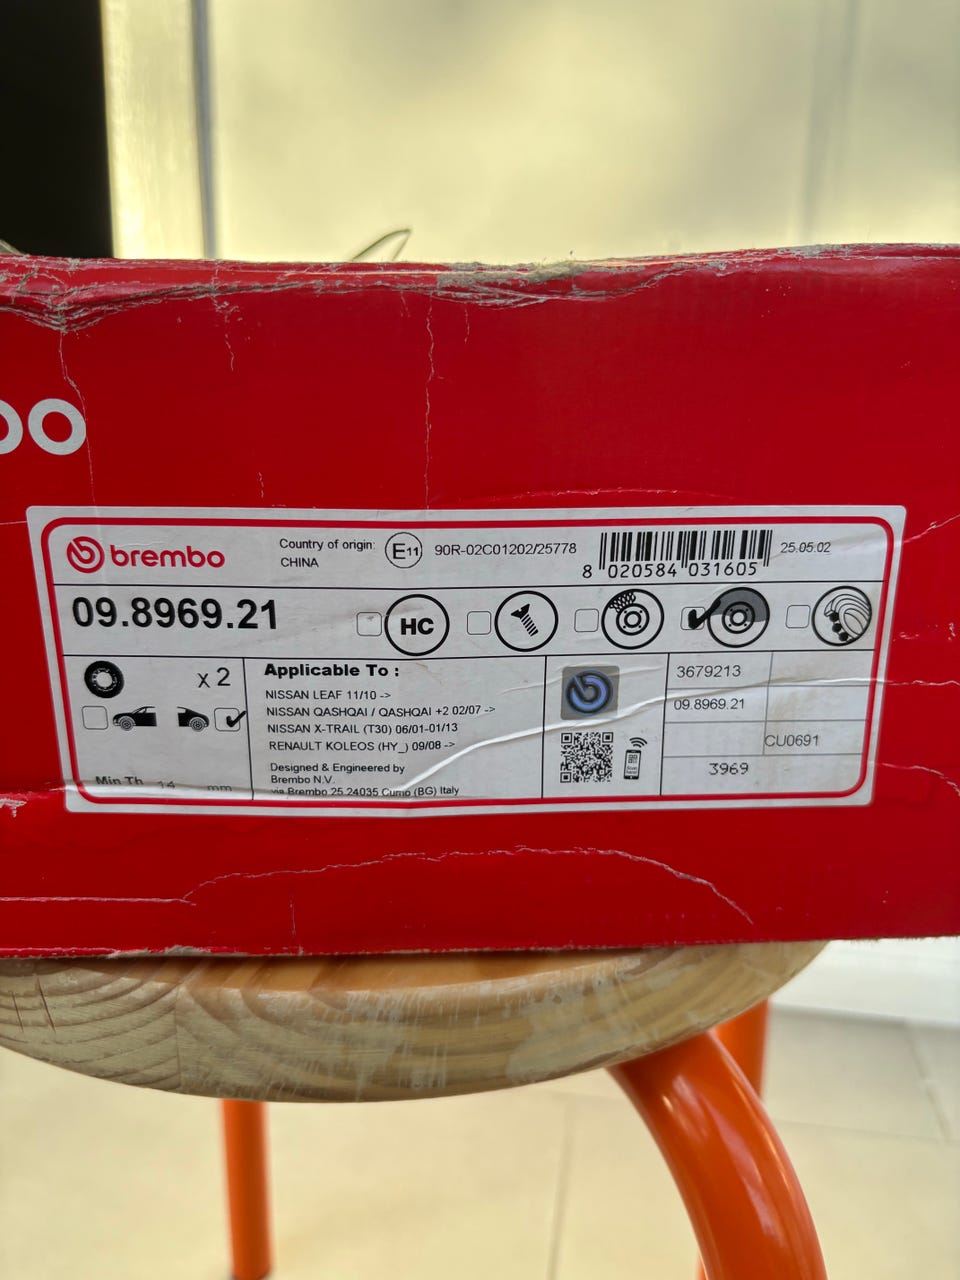 bo
brembo
Country of origin:
CHINA
E11
90R-02C01202/25778
8 020584 031605
25.05.02
09.8969.21
HC
x 2
Min Th 14 mm
Applicable To :
NISSAN LEAF 11/10 ->
NISSAN QASHQAI / QASHQAI +2 02/07 ->
NISSAN X-TRAIL (T30) 06/01-01/13
RENAULT KOLEOS (HY_) 09/08 ->
Designed & Engineered by
Brembo N.V.
via Brembo 25 24035 Curno (BG) Italy
3679213
09.8969.21
CU0691
3969